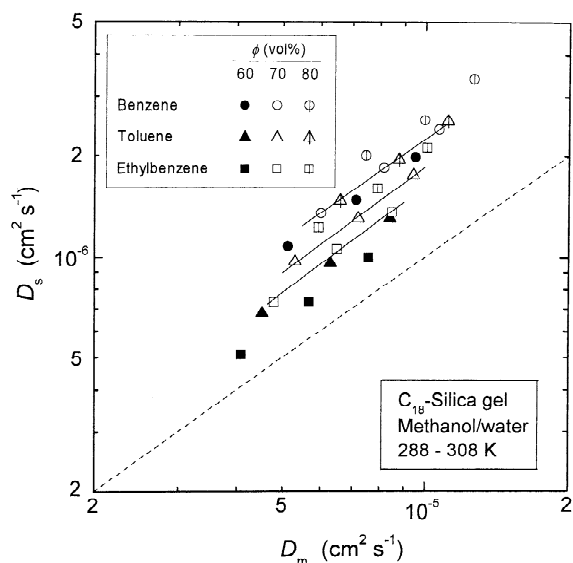 5
2
10⁻⁶
5
2
2
5
10⁻⁵
2
D_s (cm² s⁻¹)
D_m (cm² s⁻¹)
ϕ (vol%)
60 70 80
Benzene
Toluene
Ethylbenzene
C₁₈-Silica gel
Methanol/water
288 - 308 K